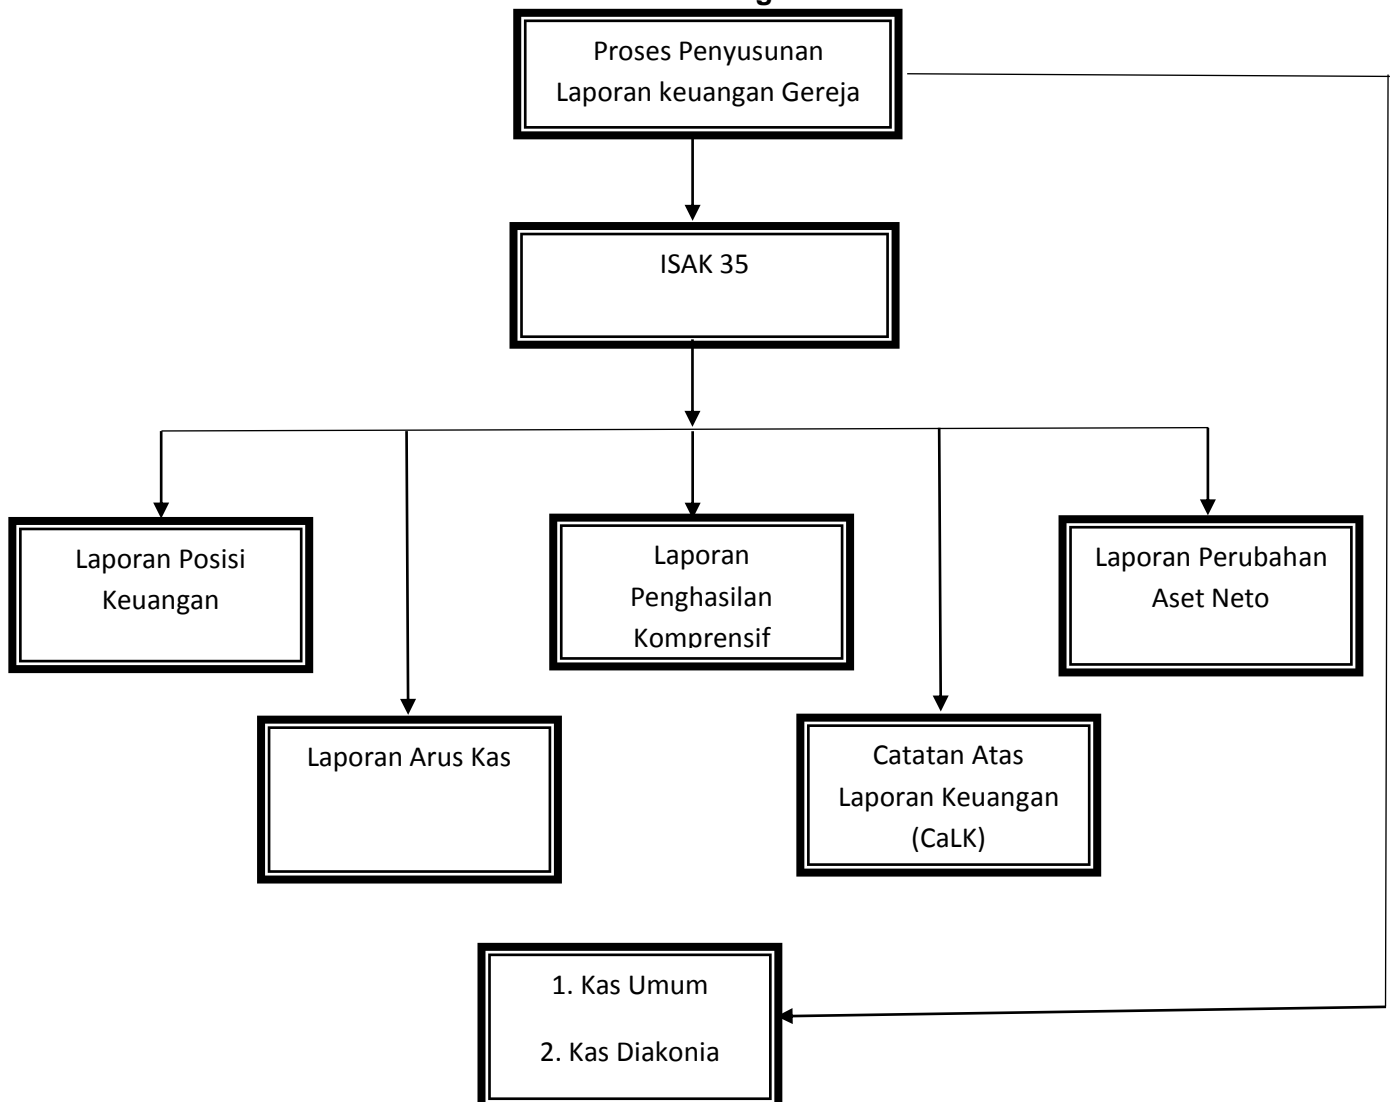 Proses Penyusunan
Laporan keuangan Gereja
ISAK 35
Laporan Posisi
Keuangan
Laporan
Penghasilan
Komprensif
Laporan Perubahan
Aset Neto
Laporan Arus Kas
Catatan Atas
Laporan Keuangan
(CaLK)
1. Kas Umum
2. Kas Diakonia